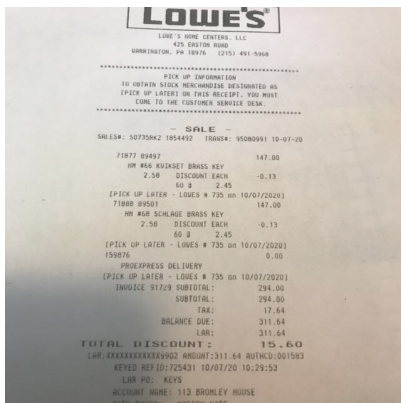 LOWE'S
LOWE'S HOME CENTERS, LLC
425 EASTON ROAD
WARRINGTON, PA 18976 (215) 491-5968
PICK UP INFORMATION
TO OBTAIN STOCK MERCHANDISE DESIGNATED AS
[PICK UP LATER] ON THIS RECEIPT, YOU MUST
COME TO THE CUSTOMER SERVICE DESK.
- SALE -
SALES#: S0735RK2 1854492 TRANS#: 95080991 10-07-20
71877 89497 147.00
HM #66 KWIKSET BRASS KEY
2.58 DISCOUNT EACH -0.13
60 @ 2.45
[PICK UP LATER - LOWES # 735 on 10/07/2020]
71880 89501 147.00
HM #68 SCHLAGE BRASS KEY
2.58 DISCOUNT EACH -0.13
60 @ 2.45
[PICK UP LATER - LOWES # 735 on 10/07/2020]
159876 0.00
PROEXPRESS DELIVERY
[PICK UP LATER - LOWES # 735 on 10/07/2020]
INVOICE 91729 SUBTOTAL: 294.00
SUBTOTAL: 294.00
TAX: 17.64
BALANCE DUE: 311.64
LAR: 311.64
TOTAL DISCOUNT: 15.60
LAR:XXXXXXXXXXXX9902 AMOUNT:311.64 AUTHCD:001583
KEYED REFID:725431 10/07/20 10:29:53
LAR PO: KEYS
ACCOUNT NAME: 113 BROMLEY HOUSE